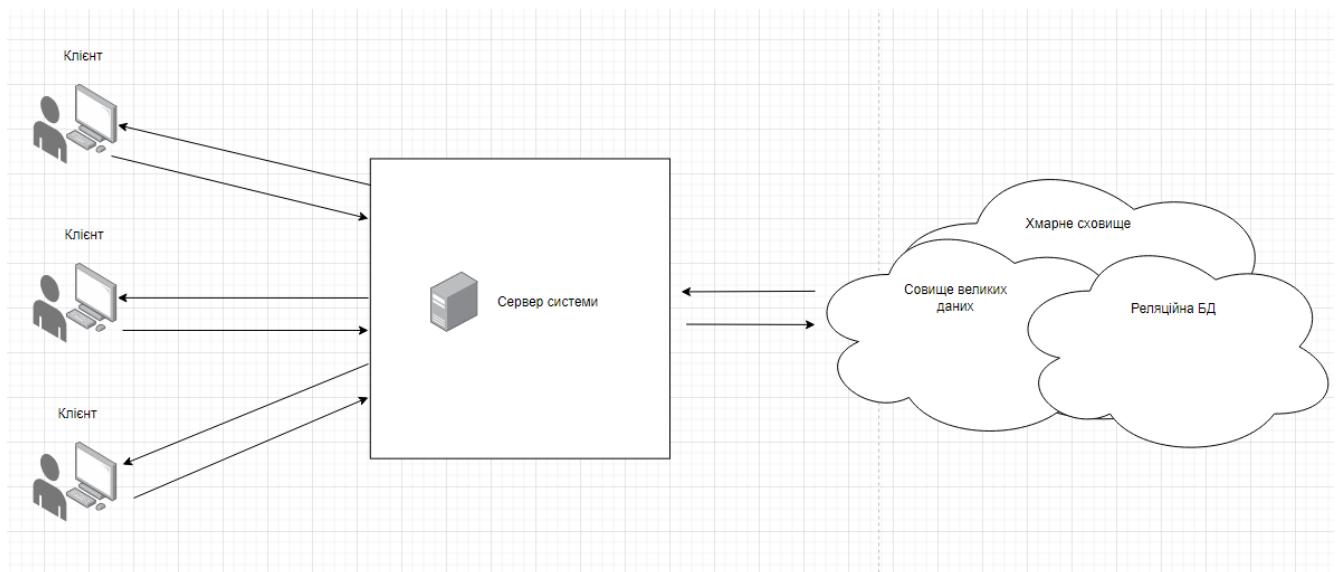 Клієнт
Клієнт
Клієнт
Сервер системи
Хмарне сховище
Совище великих
даних
Реляційна БД